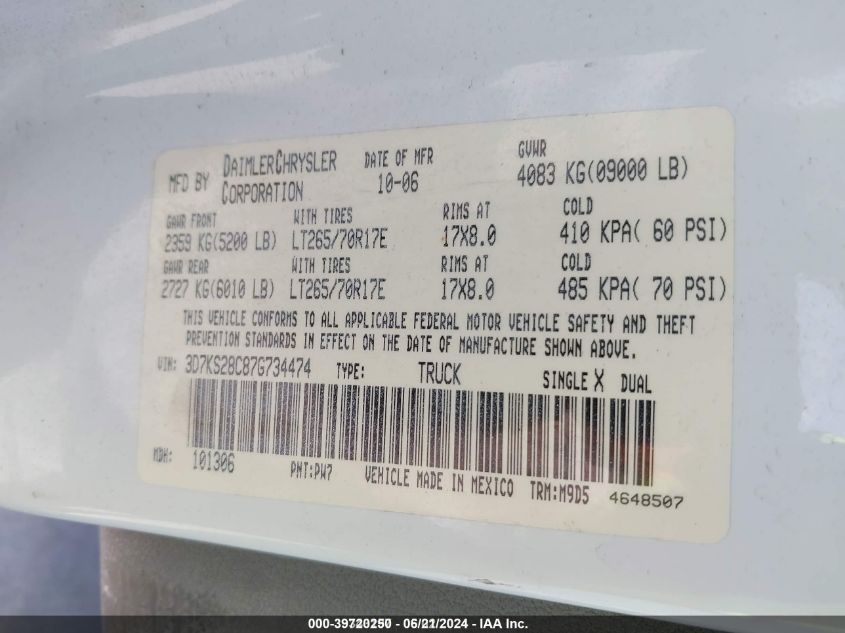 MFD BY DAIMLERCHRYSLER CORPORATION DATE OF MFR 10-06 GVWR 4083 KG(09000 LB)
GAWR FRONT WITH TIRES RIMS AT COLD
2359 KG(5200 LB) LT265/70R17E 17X8.0 410 KPA( 60 PSI)
GAWR REAR WITH TIRES RIMS AT COLD
2727 KG(6010 LB) LT265/70R17E 17X8.0 485 KPA( 70 PSI)
THIS VEHICLE CONFORMS TO ALL APPLICABLE FEDERAL MOTOR VEHICLE SAFETY AND THEFT
PREVENTION STANDARDS IN EFFECT ON THE DATE OF MANUFACTURE SHOWN ABOVE.
VIN: 3D7KS28C87G734474 TYPE: TRUCK SINGLE X DUAL
MDH: 101306 PNT:PW7 VEHICLE MADE IN MEXICO TRM:M9D5 4648507
06/21/2024 - IAA Inc.